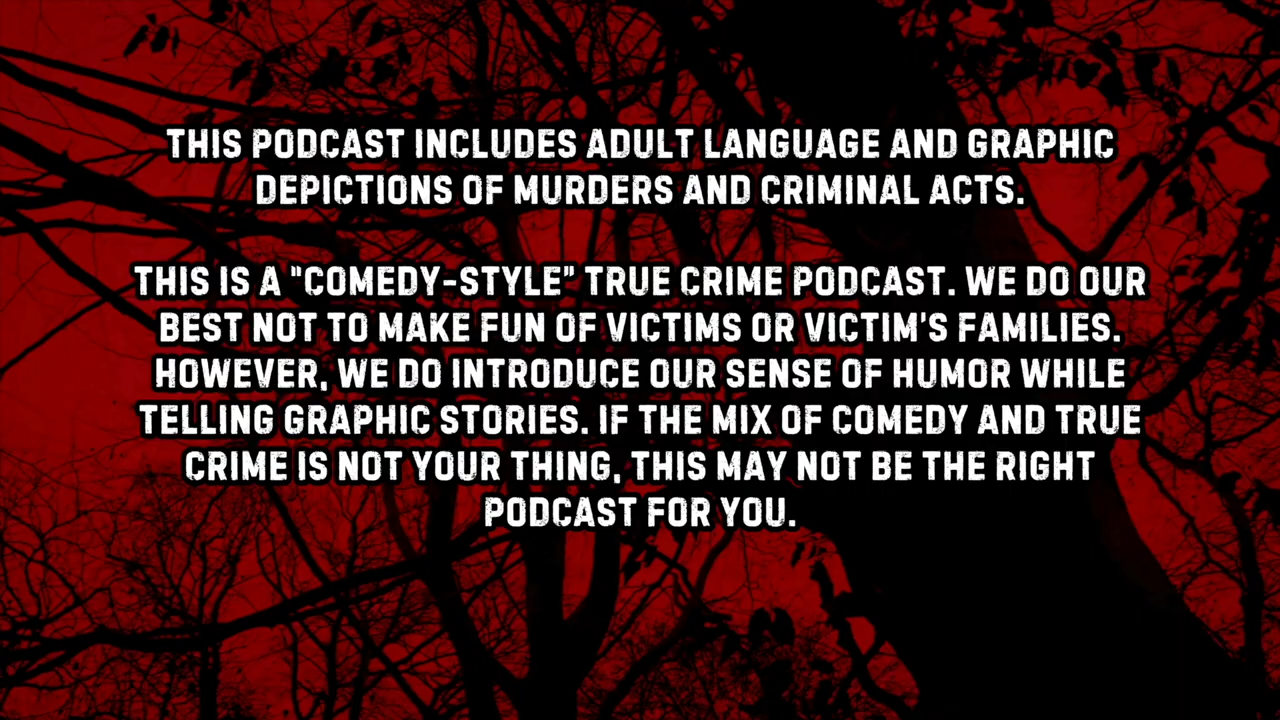 THIS PODCAST INCLUDES ADULT LANGUAGE AND GRAPHIC
DEPICTIONS OF MURDERS AND CRIMINAL ACTS.
THIS IS A "COMEDY-STYLE" TRUE CRIME PODCAST. WE DO OUR
BEST NOT TO MAKE FUN OF VICTIMS OR VICTIM'S FAMILIES.
HOWEVER, WE DO INTRODUCE OUR SENSE OF HUMOR WHILE
TELLING GRAPHIC STORIES. IF THE MIX OF COMEDY AND TRUE
CRIME IS NOT YOUR THING, THIS MAY NOT BE THE RIGHT
PODCAST FOR YOU.